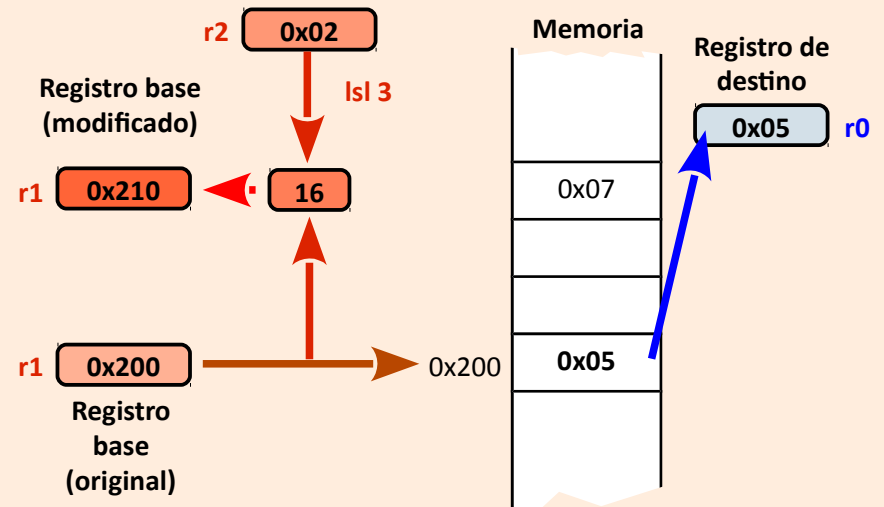 r2 0x02
lsl 3
Memoria
Registro de
destino
0x05 r0
Registro base
(modificado)
r1 0x210
16
0x07
r1 0x200
0x200
0x05
Registro
base
(original)